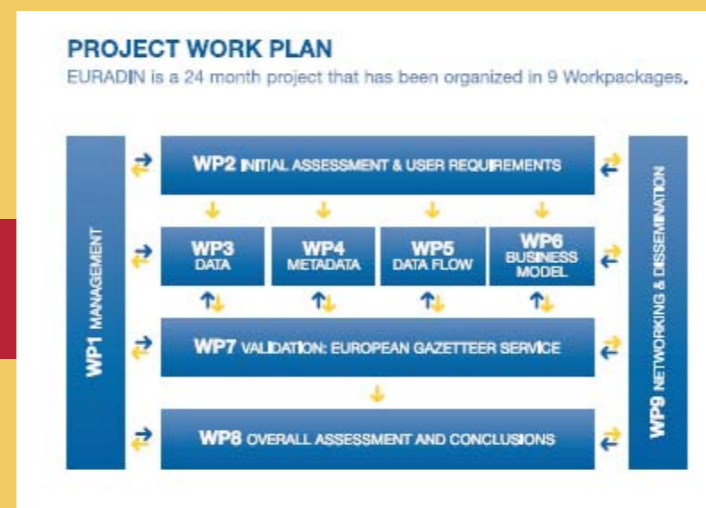 PROJECT WORK PLAN
EURADIN is a 24 month project that has been organized in 9 Workpackages.
WP1 MANAGEMENT
WP2 INITIAL ASSESSMENT & USER REQUIREMENTS
WP3
DATA
WP4
METADATA
WP5
DATA FLOW
WP6
BUSINESS
MODEL
WP7 VALIDATION: EUROPEAN GAZETTEER SERVICE
WP8 OVERALL ASSESSMENT AND CONCLUSIONS
WP9 NETWORKING & DISSEMINATION